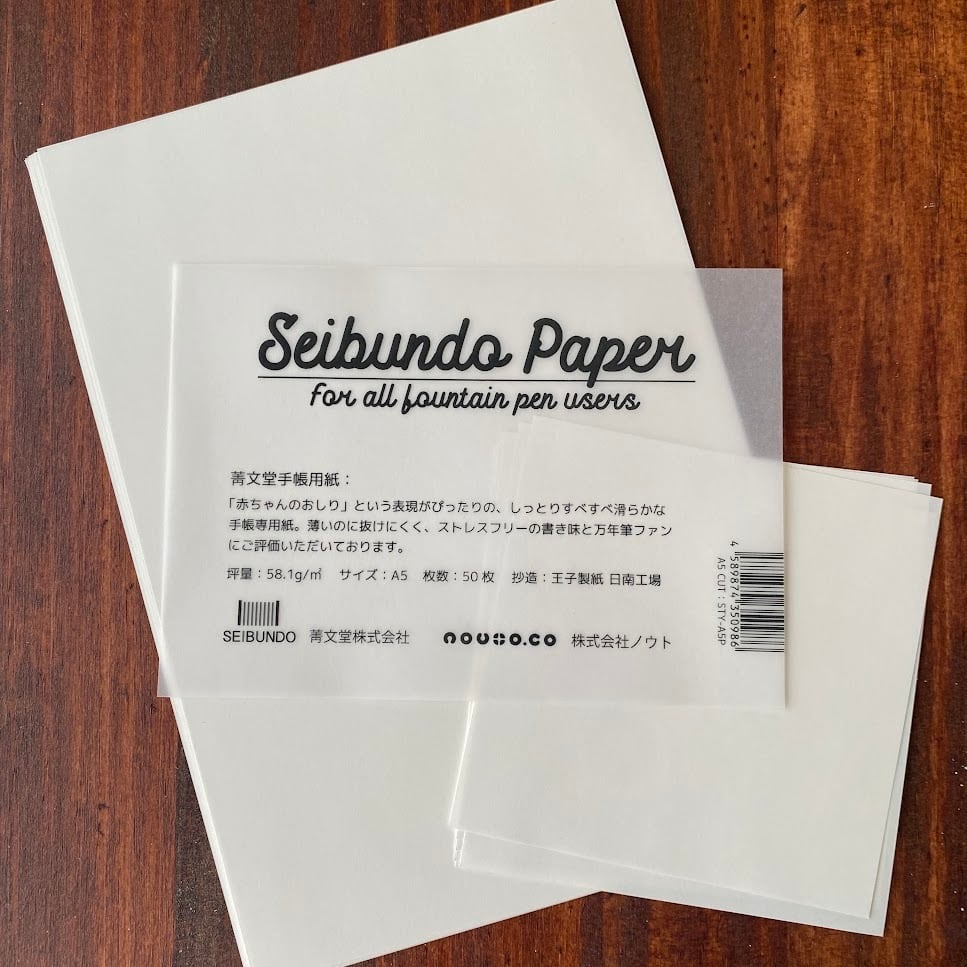 Seibundo Paper
for all fountain pen users
菁文堂手帳用紙：
「赤ちゃんのおしり」という表現がぴったりの、しっとりすべすべ滑らかな
手帳専用紙。薄いのに抜けにくく、ストレスフリーの書き味と万年筆ファン
にご評価いただいております。
坪量：58.1g/㎡　サイズ：A5　枚数：50枚　抄造：王子製紙 日南工場
SEIBUNDO 菁文堂株式会社 nouto.co 株式会社ノウト
4 589874 350986
A5 CUT：STY-A5P